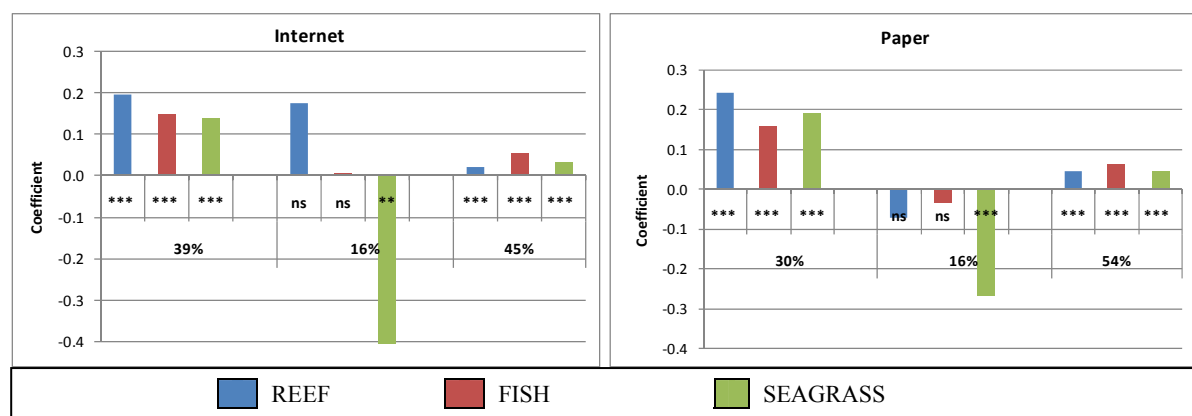 Internet
Coefficient
0.3
0.2
0.1
0.0
-0.1
-0.2
-0.3
-0.4
*** *** *** ns ns ** *** *** ***
39% 16% 45%
Paper
Coefficient
0.3
0.2
0.1
0.0
-0.1
-0.2
-0.3
-0.4
*** *** *** ns ns *** *** *** ***
30% 16% 54%
REEF FISH SEAGRASS